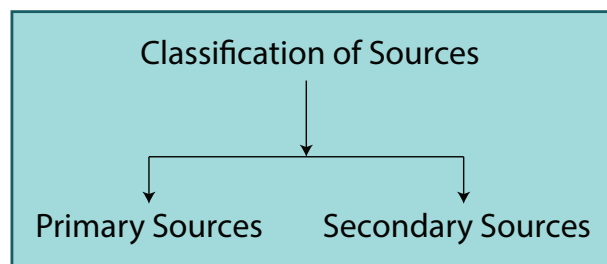 Classification of Sources
Primary Sources
Secondary Sources